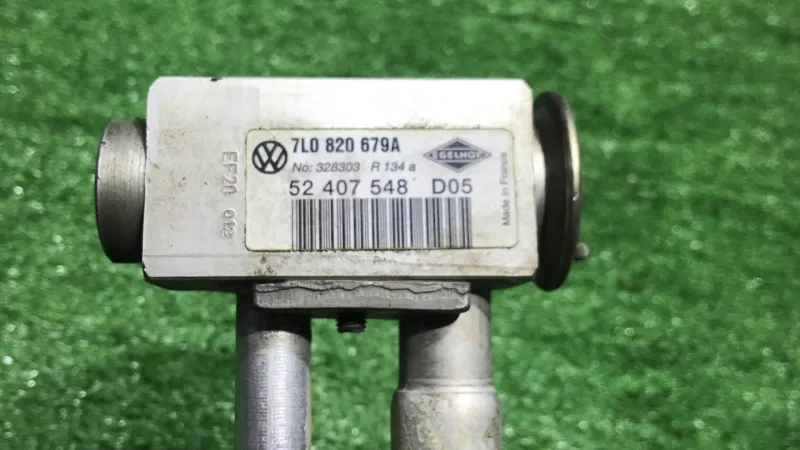 7L0 820 679A
No: 328303 R 134 a
52 407 548 D05
EGELHOF
Made in France
EF20 012